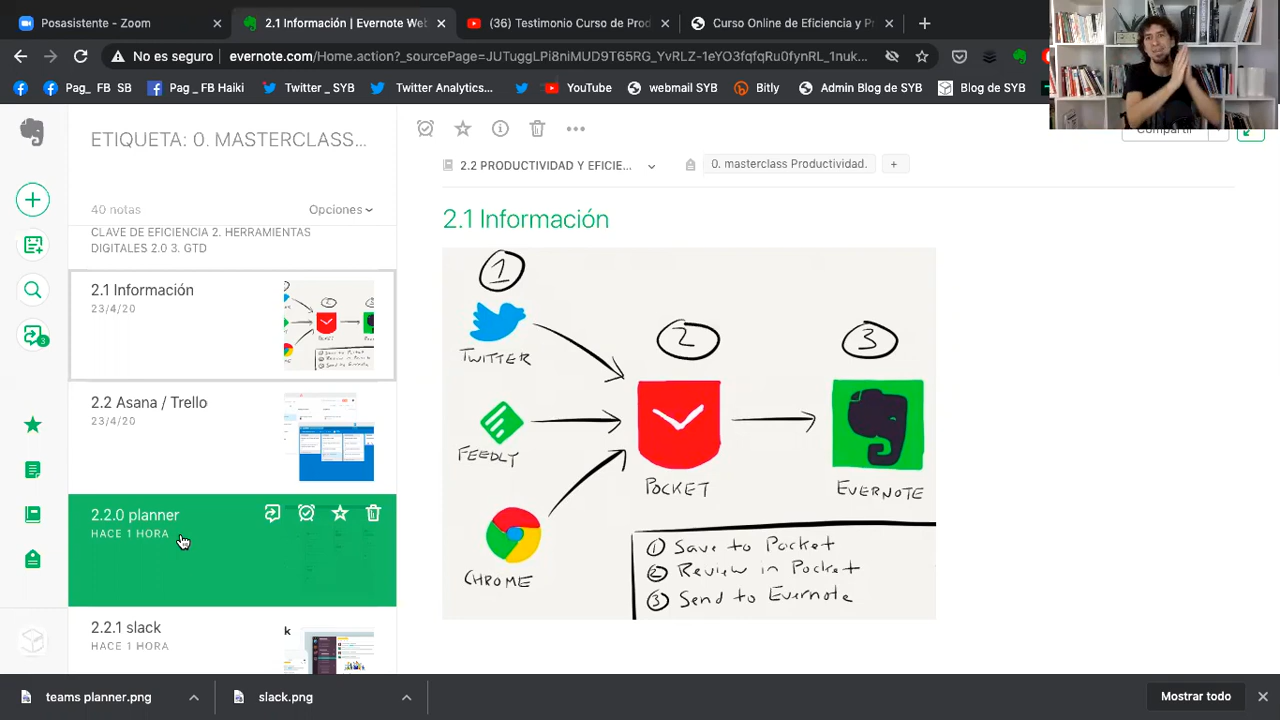 Posasistente - Zoom
2.1 Información | Evernote Web
(36) Testimonio Curso de Prod
Curso Online de Eficiencia y Pr
No es seguro
evernote.com/Home.action?_sourcePage=JUTuggLPi8niMUD9T65RG_YvRLZ-1eYO3fqfqRu0fynRL_1nuk...
Pag_ FB SB
Pag _ FB Haiki
Twitter _ SYB
Twitter Analytics...
YouTube
webmail SYB
Bitly
Admin Blog de SYB
Blog de SYB
ETIQUETA: 0. MASTERCLASS...
40 notas
Opciones
CLAVE DE EFICIENCIA 2. HERRAMIENTAS
DIGITALES 2.0 3. GTD
2.1 Información
23/4/20
2.2 Asana / Trello
23/4/20
2.2.0 planner
HACE 1 HORA
2.2.1 slack
HACE 1 HORA
k
3
Compartir
2.2 PRODUCTIVIDAD Y EFICIE...
0. masterclass Productividad.
+
2.1 Información
1
TWITTER
FEEDLY
CHROME
2
POCKET
3
EVERNOTE
1 Save to Pocket
2 Review in Pocket
3 Send to Evernote
teams planner.png
slack.png
Mostrar todo